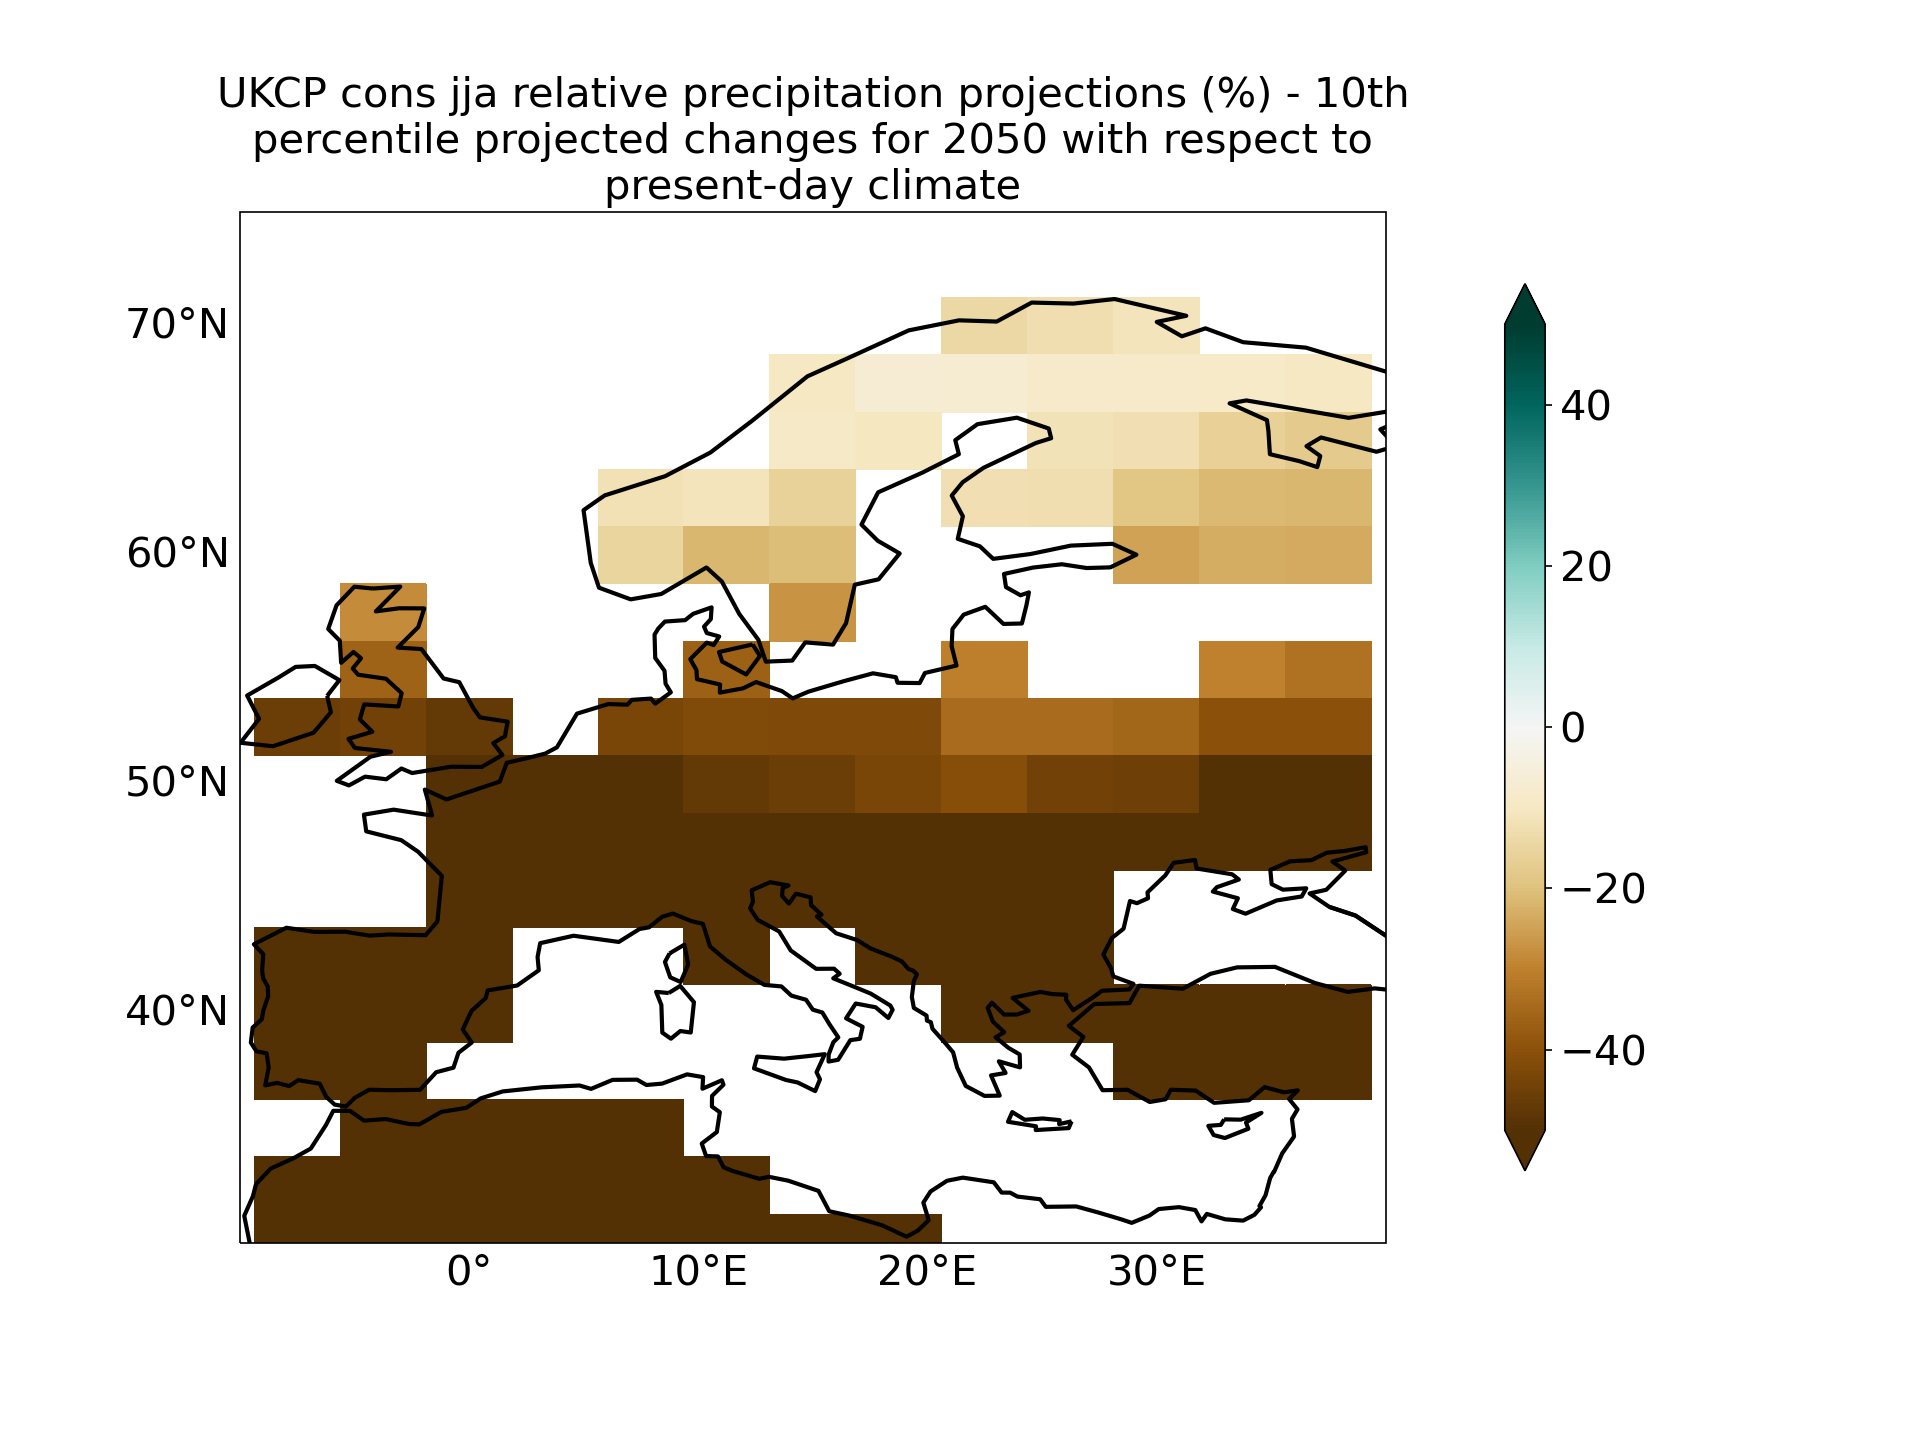 UKCP cons jja relative precipitation projections (%) - 10th
percentile projected changes for 2050 with respect to
present-day climate
70°N
60°N
50°N
40°N
0°
10°E
20°E
30°E
40
20
0
−20
−40